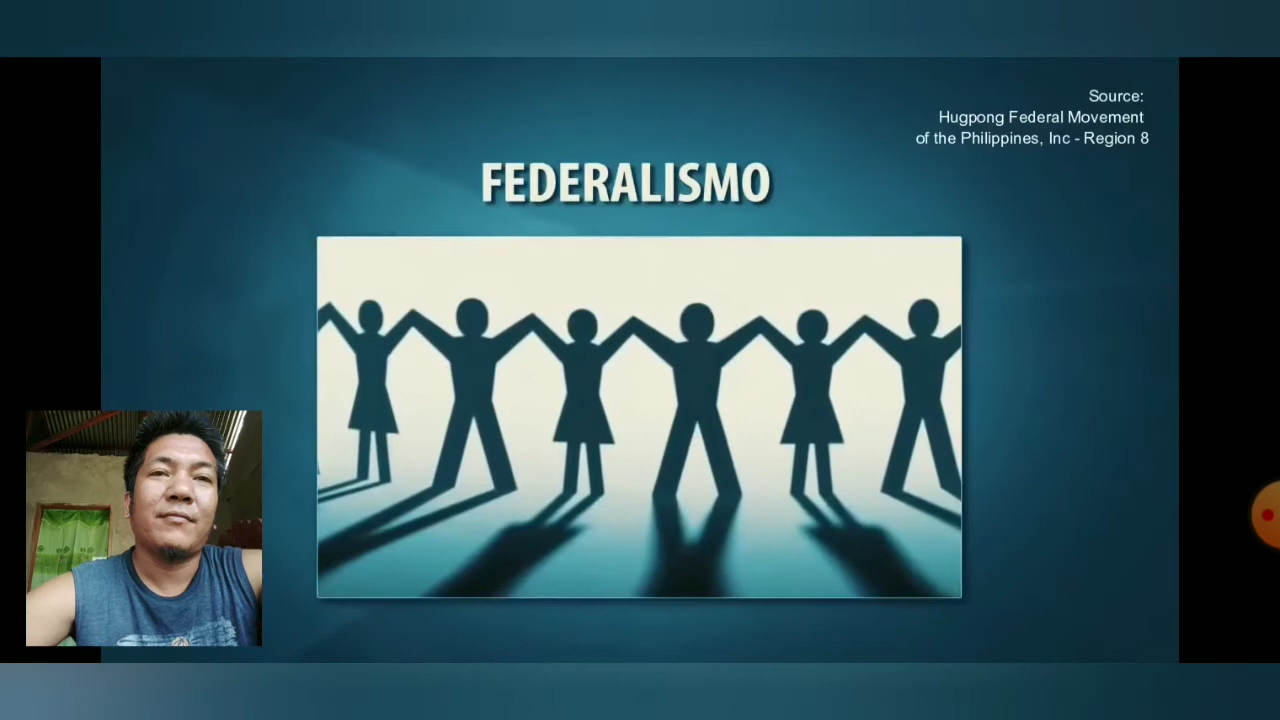 Source:
Hugpong Federal Movement
of the Philippines, Inc - Region 8
FEDERALISMO